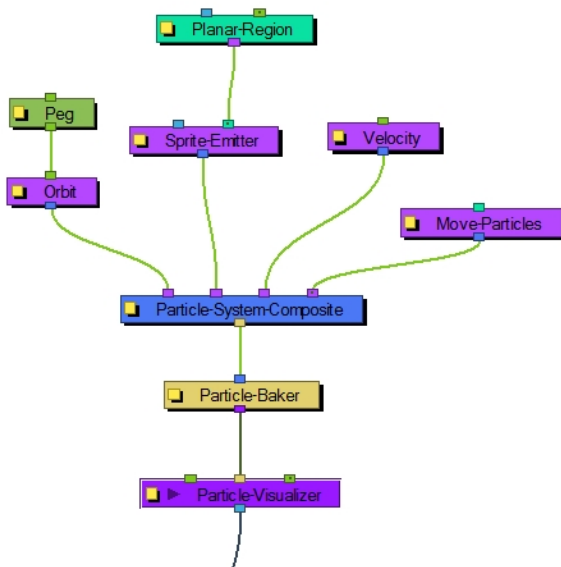 Planar-Region
Peg
Sprite-Emitter
Velocity
Orbit
Move-Particles
Particle-System-Composite
Particle-Baker
Particle-Visualizer